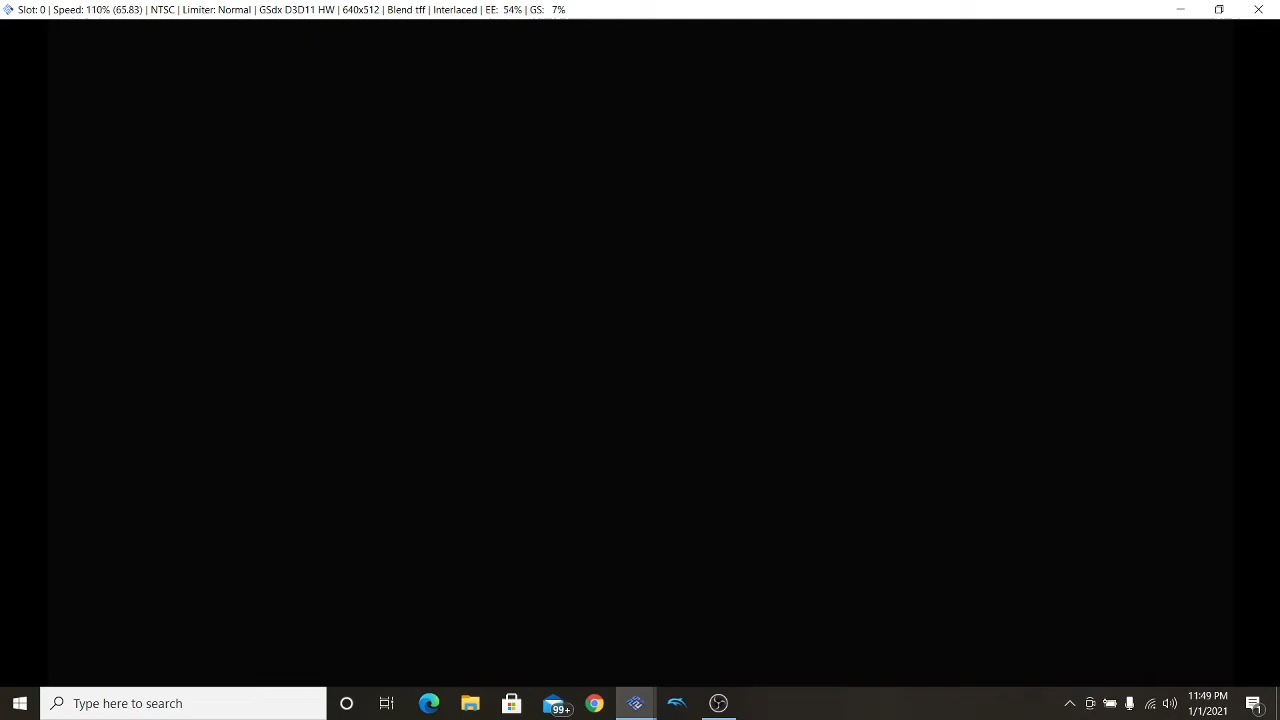 Slot: 0 | Speed: 110% (65.83) | NTSC | Limiter: Normal | GSdx D3D11 HW | 640x512 | Blend tff | Interlaced | EE: 54% | GS: 7%
Type here to search
99+
11:49 PM
1/1/2021
1